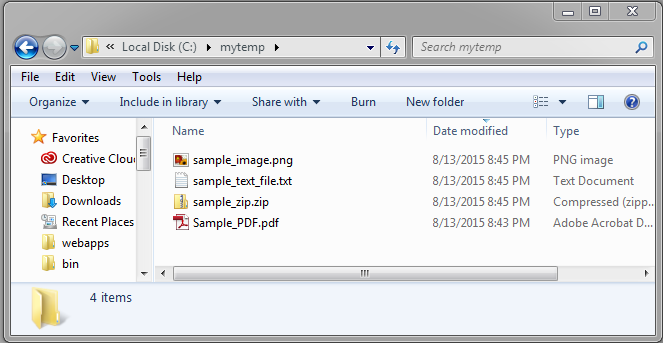 « Local Disk (C:) mytemp Search mytemp
File Edit View Tools Help
Organize Include in library Share with Burn New folder
Name Date modified Type
Favorites
Creative Clou
Desktop
Downloads
Recent Places
webapps
bin
sample_image.png 8/13/2015 8:45 PM PNG image
sample_text_file.txt 8/13/2015 8:45 PM Text Document
sample_zip.zip 8/13/2015 8:45 PM Compressed (zipp...
Sample_PDF.pdf 8/13/2015 8:43 PM Adobe Acrobat D...
4 items